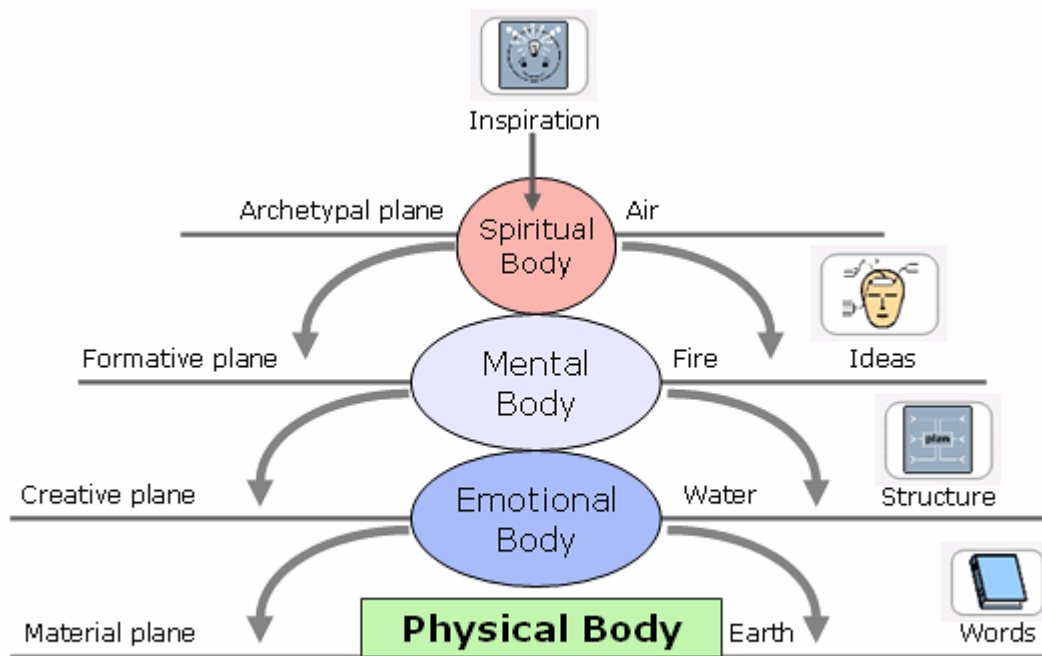 Inspiration
Archetypal plane
Spiritual
Body
Air
Formative plane
Mental
Body
Fire
Ideas
plan
Creative plane
Emotional
Body
Water
Structure
Material plane
Physical Body
Earth
Words